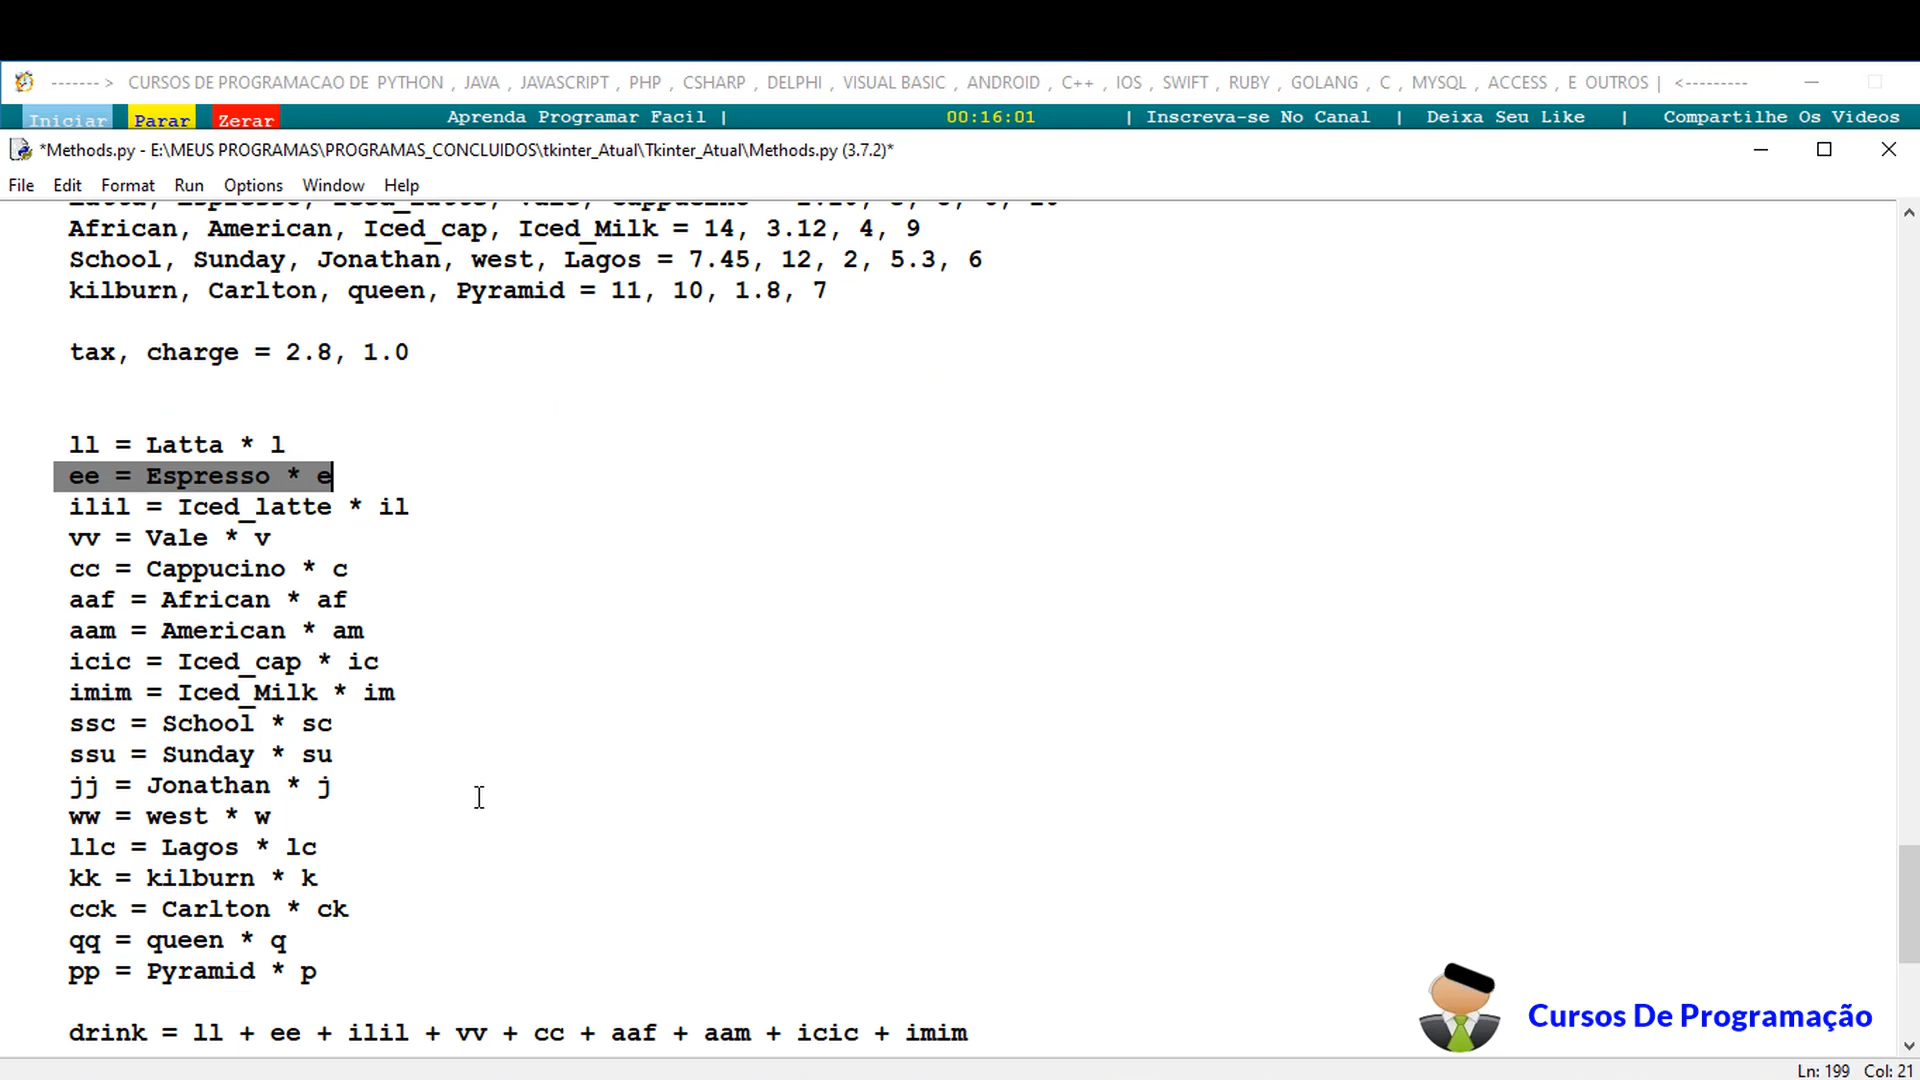 -------> CURSOS DE PROGRAMACAO DE PYTHON , JAVA , JAVASCRIPT , PHP , CSHARP , DELPHI , VISUAL BASIC , ANDROID , C++ , IOS , SWIFT , RUBY , GOLANG , C , MYSQL , ACCESS , E OUTROS | <---------
Iniciar Parar Zerar Aprenda Programar Facil | 00:16:01 | Inscreva-se No Canal | Deixa Seu Like | Compartilhe Os Videos
*Methods.py - E:\MEUS PROGRAMAS\PROGRAMAS_CONCLUIDOS\tkinter_Atual\Tkinter_Atual\Methods.py (3.7.2)*
File Edit Format Run Options Window Help
African, American, Iced_cap, Iced_Milk = 14, 3.12, 4, 9
School, Sunday, Jonathan, west, Lagos = 7.45, 12, 2, 5.3, 6
kilburn, Carlton, queen, Pyramid = 11, 10, 1.8, 7
tax, charge = 2.8, 1.0
ll = Latta * l
ee = Espresso * e
ilil = Iced_latte * il
vv = Vale * v
cc = Cappucino * c
aaf = African * af
aam = American * am
icic = Iced_cap * ic
imim = Iced_Milk * im
ssc = School * sc
ssu = Sunday * su
jj = Jonathan * j
ww = west * w
llc = Lagos * lc
kk = kilburn * k
cck = Carlton * ck
qq = queen * q
pp = Pyramid * p
drink = ll + ee + ilil + vv + cc + aaf + aam + icic + imim
Cursos De Programação
Ln: 199 Col: 21